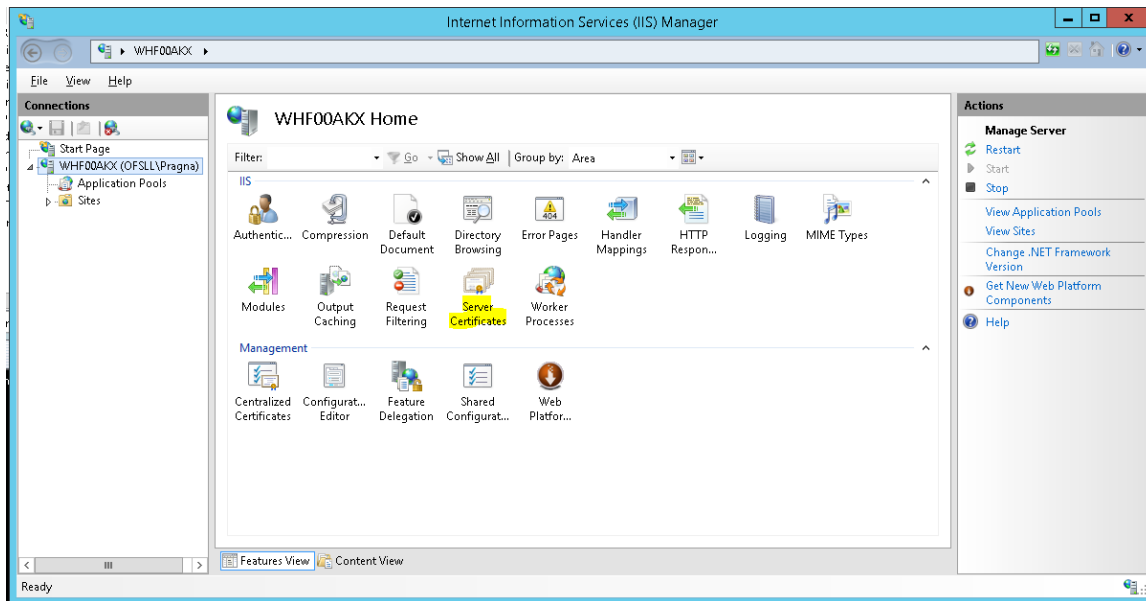 Internet Information Services (IIS) Manager
WHF00AKX
File View Help
Connections
Start Page
WHF00AKX (OFSLL\Pragna)
Application Pools
Sites
WHF00AKX Home
Filter: Go Show All Group by: Area
IIS
Authentic... Compression Default Document Directory Browsing Error Pages Handler Mappings HTTP Respon... Logging MIME Types
404
Modules Output Caching Request Filtering Server Certificates Worker Processes
Management
Centralized Certificates Configurat... Editor Feature Delegation Shared Configurat... Web Platfor...
Features View Content View
Actions
Manage Server
Restart
Start
Stop
View Application Pools
View Sites
Change .NET Framework
Version
Get New Web Platform
Components
Help
Ready